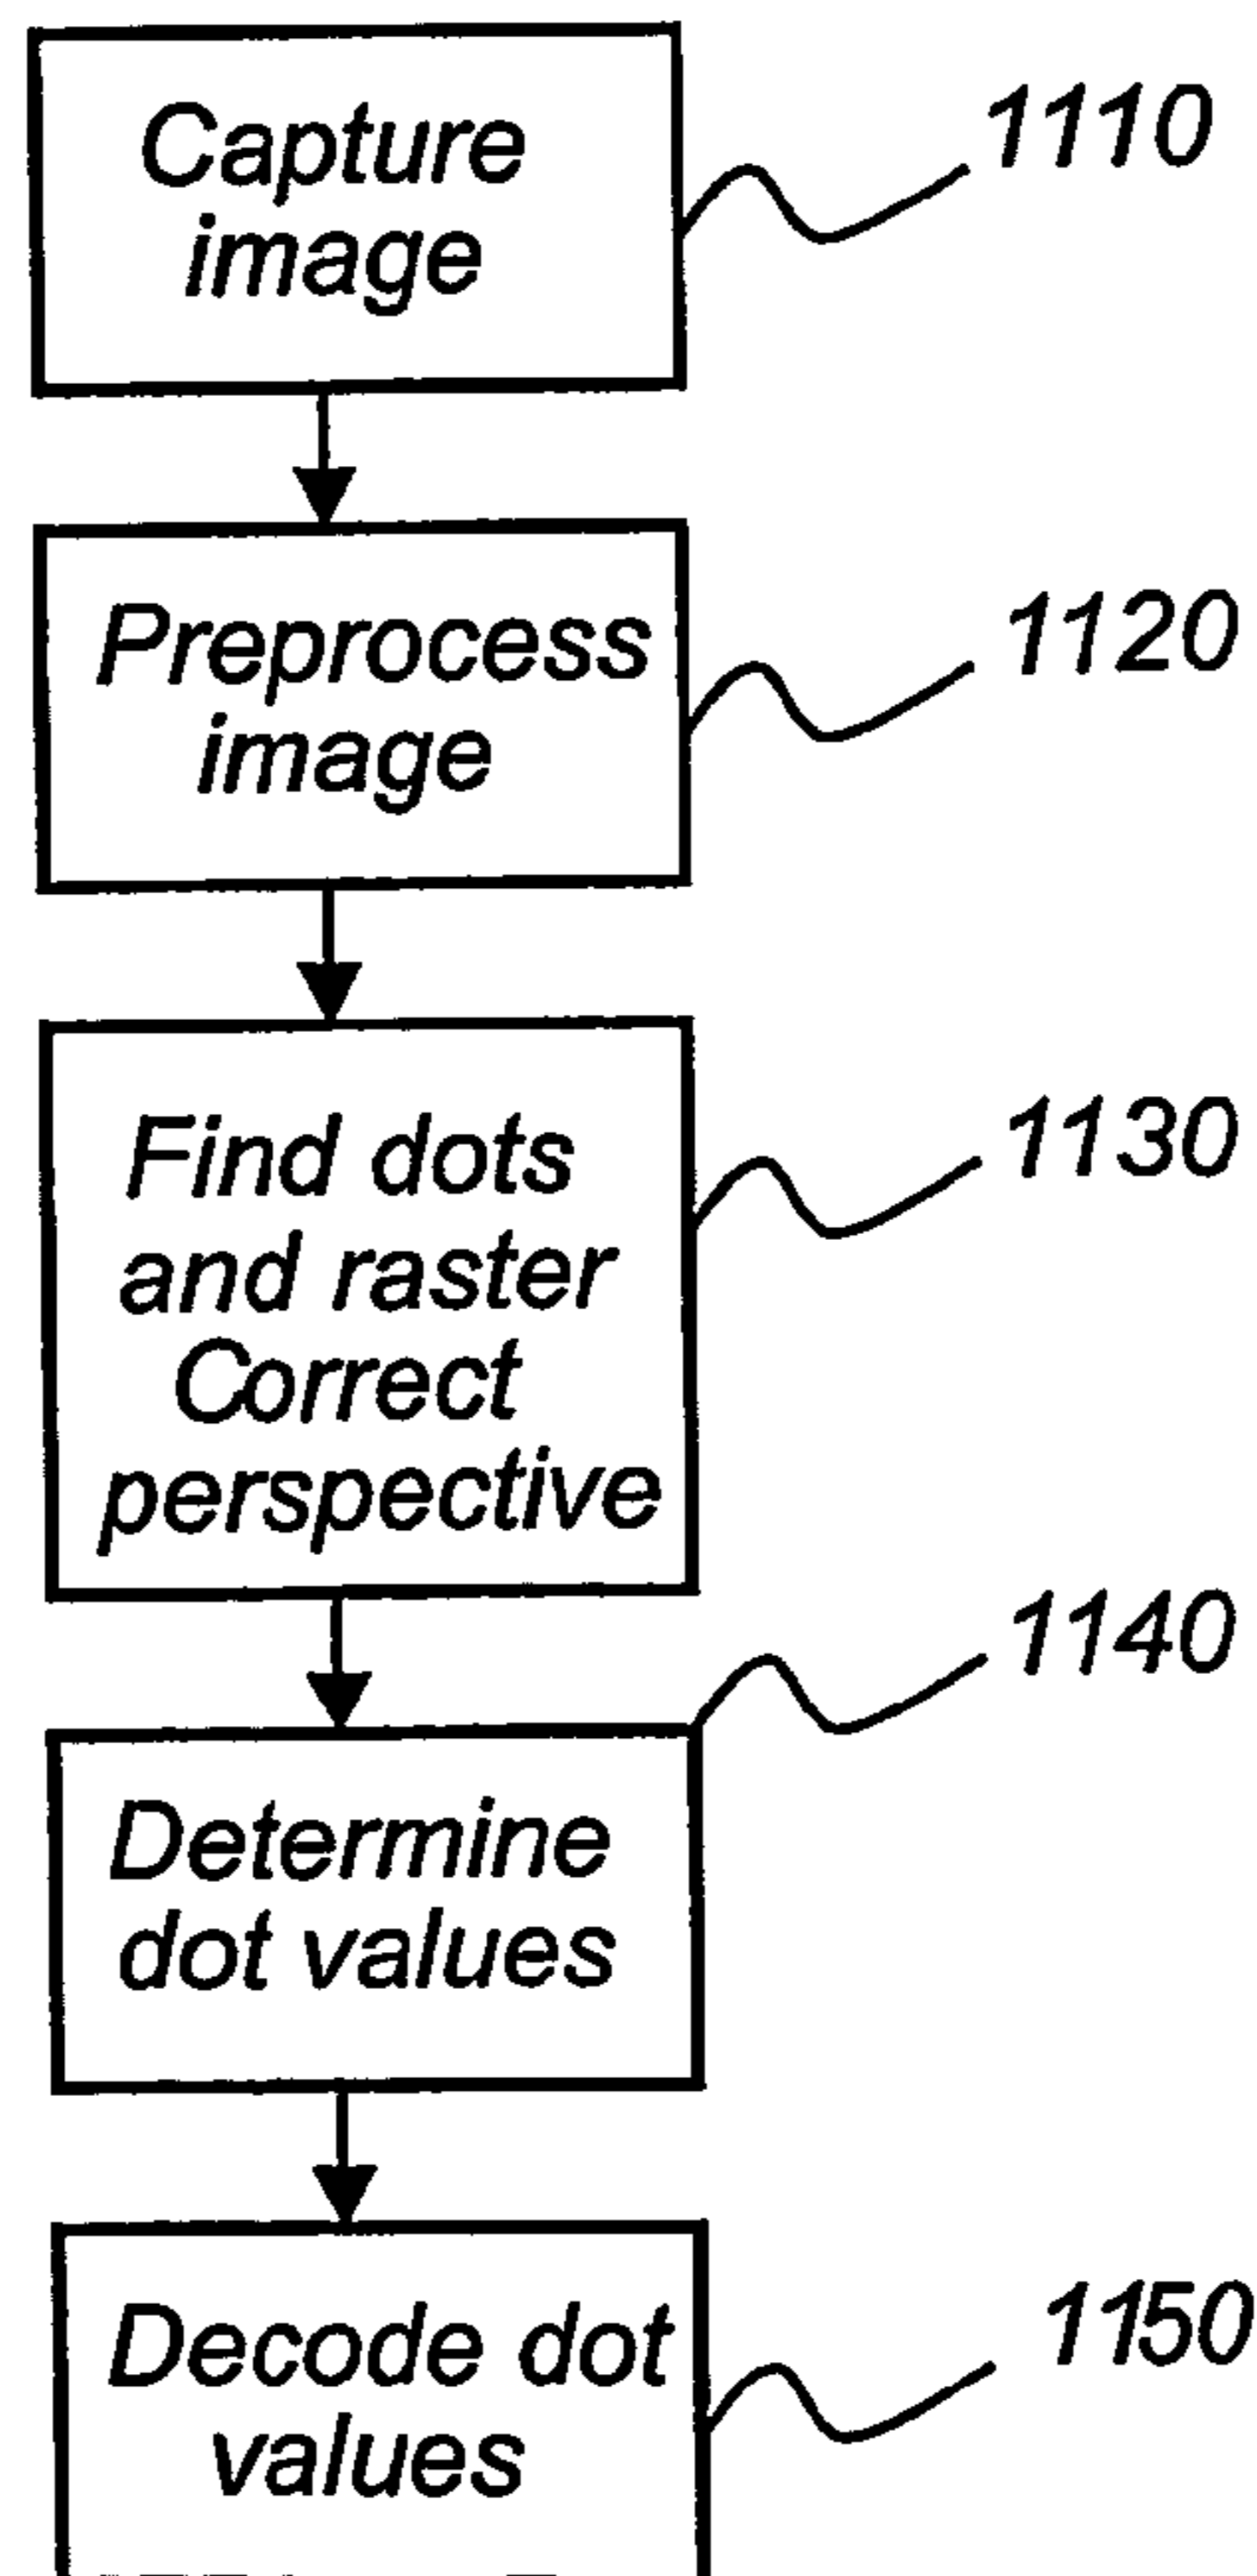 Capture
image
1110
Preprocess
image
1120
Find dots
and raster
Correct
perspective
1130
Determine
dot values
1140
Decode dot
values
1150